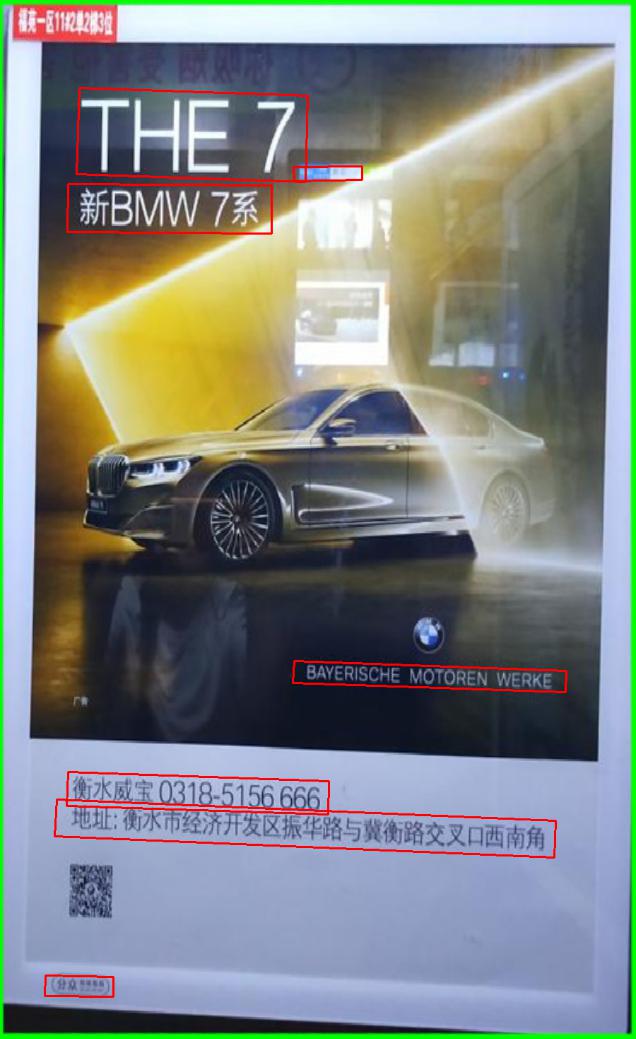 福苑一区11#2单2梯3位
THE 7
新BMW 7系
BAYERISCHE MOTOREN WERKE
广告
衡水威宝 0318-5156 666
地址: 衡水市经济开发区振华路与冀衡路交叉口西南角
分众